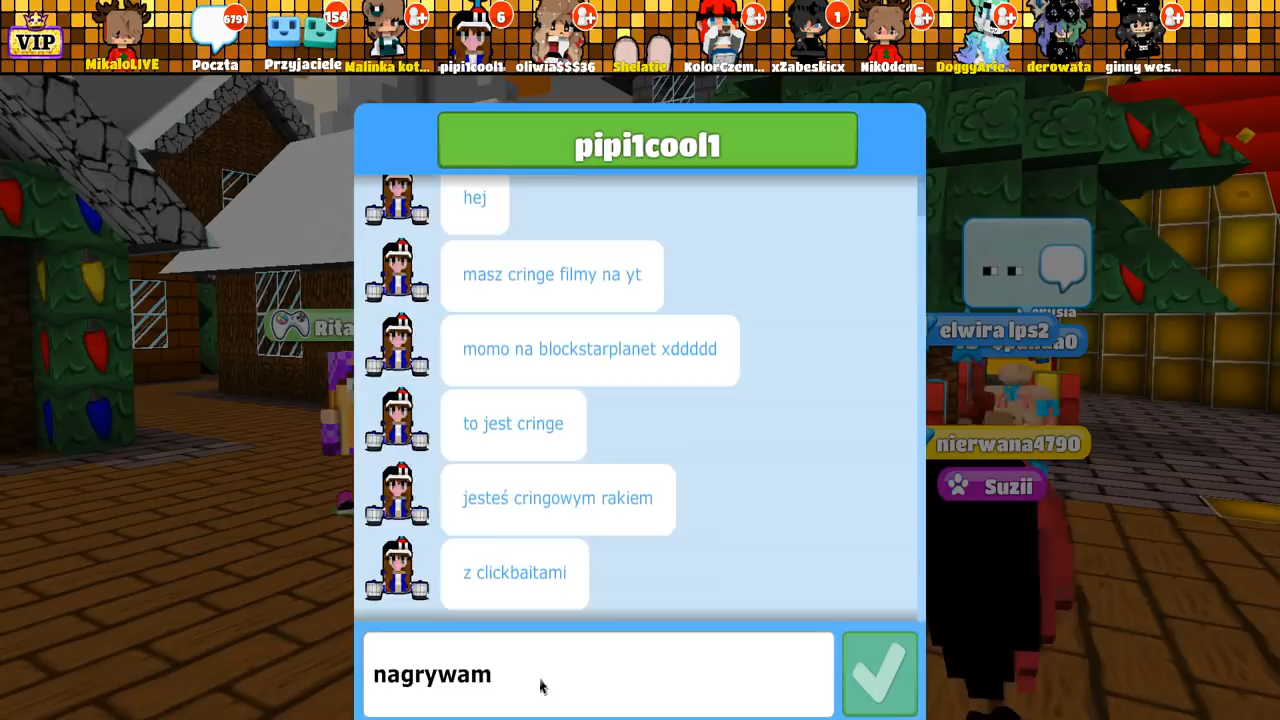 VIP
MikaloLIVE
6791
Poczta
154
Przyjaciele
Malinka kot...
6
pipi1cool1
oliwia$$$36
Shelatie
KolorCzem...
1
xZabeskicx
Nik0dem-
DoggyArie...
derowata
ginny wes...
pipi1cool1
hej
masz cringe filmy na yt
momo na blockstarplanet xddddd
to jest cringe
jesteś cringowym rakiem
z clickbaitami
nagrywam
Rita
elwira lps2
nierwana4790
Suzii